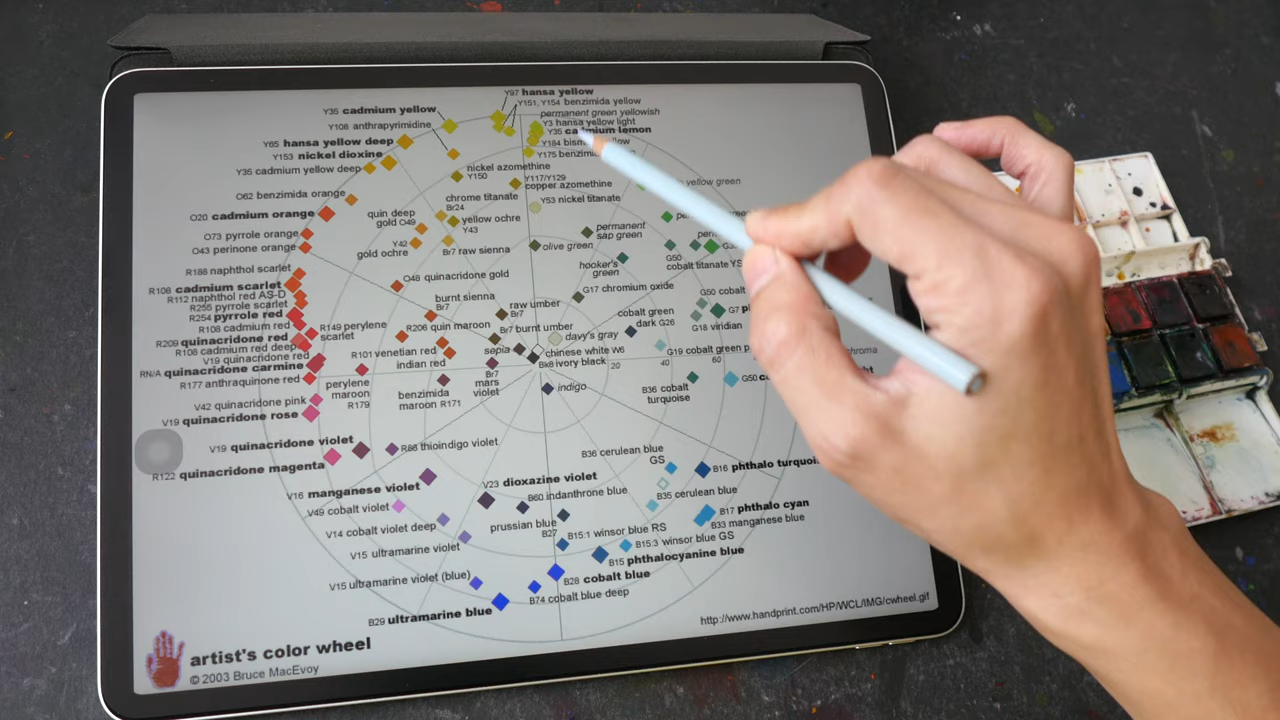 Y97 hansa yellow
Y151, Y154 benzimida yellow
Y35 cadmium yellow
permanent green yellowish
Y3 hansa yellow light
Y108 anthrapyrimidine
Y35 cadmium lemon
Y65 hansa yellow deep
Y184
Y153 nickel dioxine
Y175
Y35 cadmium yellow deep
nickel azomethine
Y150
Y117/Y129
copper azomethine
yellow green
O62 benzimida orange
chrome titanate
Br24
Y53 nickel titanate
O20 cadmium orange
quin deep
gold O49
yellow ochre
Y43
permanent
sap green
O73 pyrrole orange
O43 perinone orange
Y42
gold ochre
Br7 raw sienna
olive green
G50
cobalt titanate YS
hooker's
green
R188 naphthol scarlet
O48 quinacridone gold
R108 cadmium scarlet
R112 naphthol red AS-D
R255 pyrrole scarlet
R254 pyrrole red
burnt sienna
Br7
raw umber
Br7
G17 chromium oxide
G50 cobalt
G7
R108 cadmium red
R149 perylene
scarlet
R206 quin maroon
Br7 burnt umber
cobalt green
dark G26
G18 viridian
R209 quinacridone red
R108 cadmium red deep
V19 quinacridone red
R101 venetian red
indian red
sepia
davy's gray
chinese white W6
Bk8 ivory black
G19 cobalt green
chroma
20
40
60
RN/A quinacridone carmine
R177 anthraquinone red
perylene
maroon
R179
benzimida
maroon R171
Br7
mars
violet
indigo
B36 cobalt
turquoise
G50
V42 quinacridone pink
V19 quinacridone rose
V19 quinacridone violet
R88 thioindigo violet
B36 cerulean blue
GS
B16 phthalo
R122 quinacridone magenta
V16 manganese violet
V23 dioxazine violet
B60 indanthrone blue
B35 cerulean blue
V49 cobalt violet
B17 phthalo cyan
B33 manganese blue
V14 cobalt violet deep
prussian blue
B27
B15:1 winsor blue RS
B15:3 winsor blue GS
V15 ultramarine violet
B15 phthalocyanine blue
V15 ultramarine violet (blue)
B28 cobalt blue
B74 cobalt blue deep
B29 ultramarine blue
http://www.handprint.com/HP/WCL/IMG/cwheel.gif
artist's color wheel
© 2003 Bruce MacEvoy